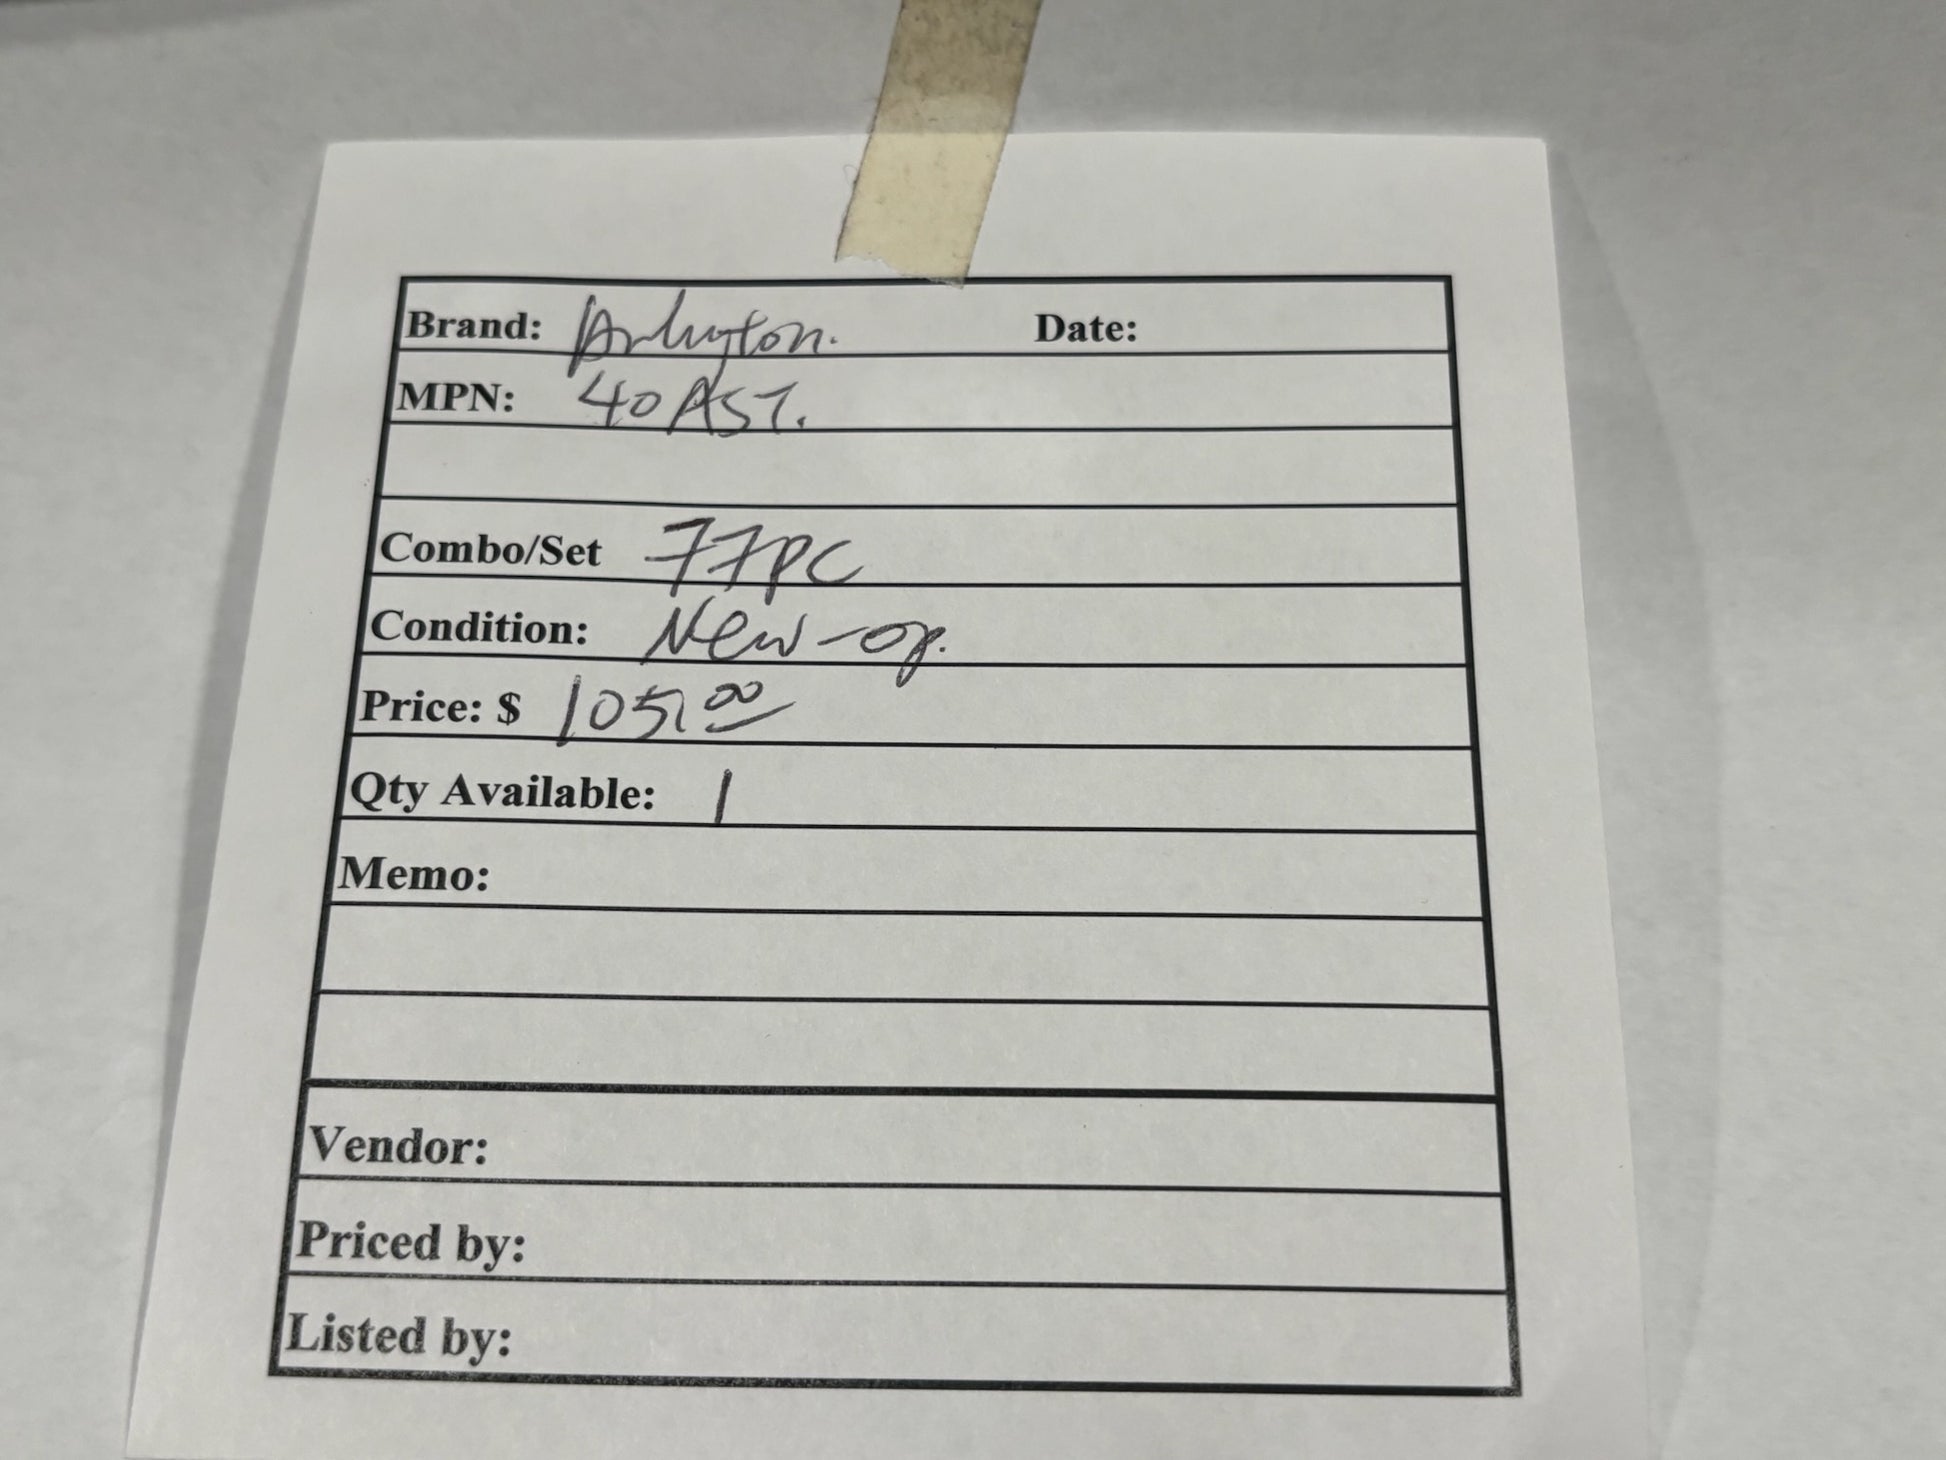 Brand: Arlington. Date:
MPN: 40AST.
Combo/Set 77PC
Condition: New-op.
Price: $ 105.00
Qty Available: 1
Memo:
Vendor:
Priced by:
Listed by: